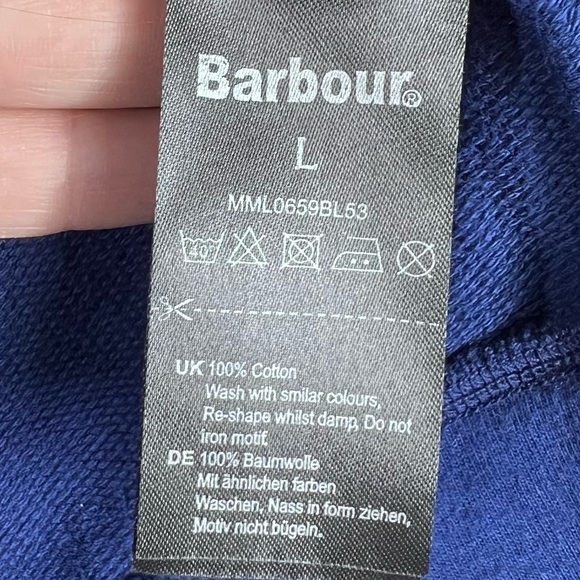 Barbour®
L
MML0659BL53
40
UK 100% Cotton
Wash with smilar colours,
Re-shape whilst damp, Do not
iron motif.
DE 100% Baumwolle
Mit ähnlichen farben
Waschen, Nass in form ziehen,
Motiv nicht bügeln.